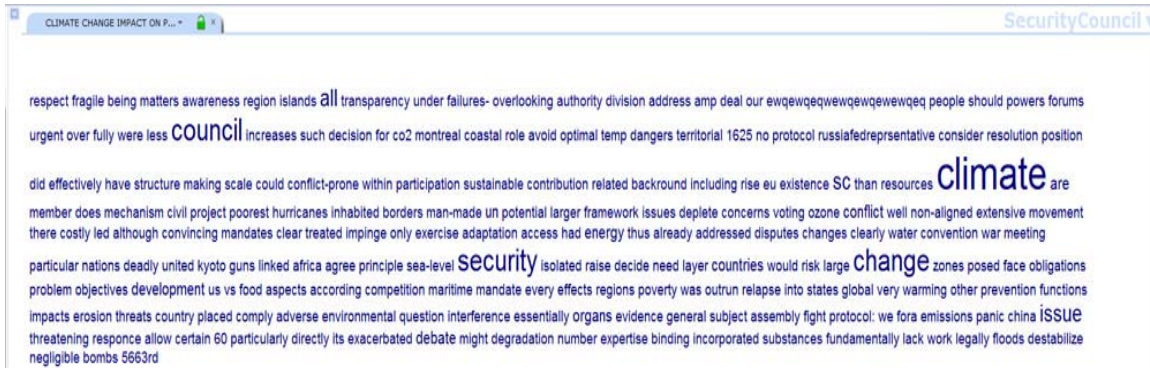 CLIMATE CHANGE IMPACT ON P...
SecurityCouncil
respect fragile being matters awareness region islands all transparency under failures- overlooking authority division address amp deal our ewqewqeqwewqewqewewqeq people should powers forums
urgent over fully were less council increases such decision for co2 montreal coastal role avoid optimal temp dangers territorial 1625 no protocol russiafedreprsentative consider resolution position
did effectively have structure making scale could conflict-prone within participation sustainable contribution related backround including rise eu existence SC than resources climate are
member does mechanism civil project poorest hurricanes inhabited borders man-made un potential larger framework issues deplete concerns voting ozone conflict well non-aligned extensive movement
there costly led although convincing mandates clear treated impinge only exercise adaptation access had energy thus already addressed disputes changes clearly water convention war meeting
particular nations deadly united kyoto guns linked africa agree principle sea-level security isolated raise decide need layer countries would risk large change zones posed face obligations
problem objectives development us vs food aspects according competition maritime mandate every effects regions poverty was outrun relapse into states global very warming other prevention functions
impacts erosion threats country placed comply adverse environmental question interference essentially organs evidence general subject assembly fight protocol: we fora emissions panic china issue
threatening responce allow certain 60 particularly directly its exacerbated debate might degradation number expertise binding incorporated substances fundamentally lack work legally floods destabilize
negligible bombs 5663rd